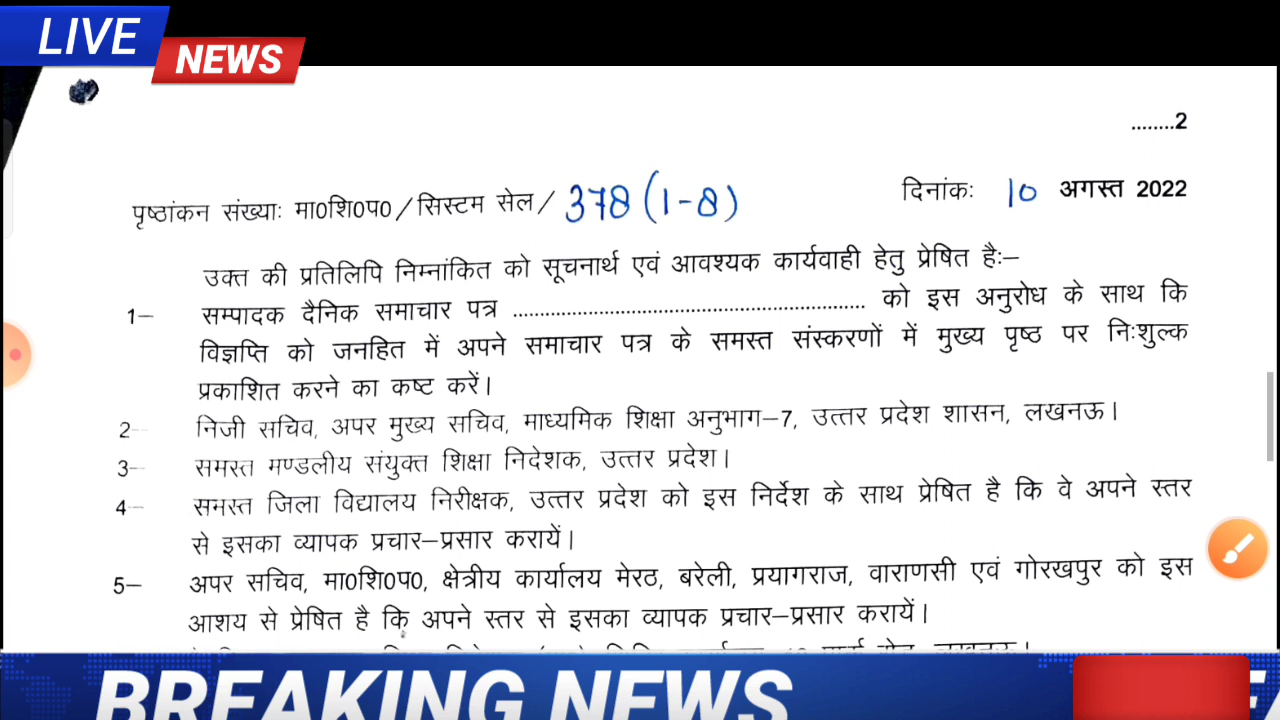 LIVE
NEWS
........2
पृष्ठांकन संख्याः मा0शि0प0/सिस्टम सेल/ 378 (1-8) दिनांकः 10 अगस्त 2022
उक्त की प्रतिलिपि निम्नांकित को सूचनार्थ एवं आवश्यक कार्यवाही हेतु प्रेषित हैः–
1– सम्पादक दैनिक समाचार पत्र ................................................................ को इस अनुरोध के साथ कि
विज्ञप्ति को जनहित में अपने समाचार पत्र के समस्त संस्करणों में मुख्य पृष्ठ पर निःशुल्क
प्रकाशित करने का कष्ट करें।
2– निजी सचिव, अपर मुख्य सचिव, माध्यमिक शिक्षा अनुभाग–7, उत्तर प्रदेश शासन, लखनऊ।
3– समस्त मण्डलीय संयुक्त शिक्षा निदेशक, उत्तर प्रदेश।
4– समस्त जिला विद्यालय निरीक्षक, उत्तर प्रदेश को इस निर्देश के साथ प्रेषित है कि वे अपने स्तर
से इसका व्यापक प्रचार–प्रसार करायें।
5– अपर सचिव, मा0शि0प0, क्षेत्रीय कार्यालय मेरठ, बरेली, प्रयागराज, वाराणसी एवं गोरखपुर को इस
आशय से प्रेषित है कि अपने स्तर से इसका व्यापक प्रचार–प्रसार करायें।
BREAKING NEWS